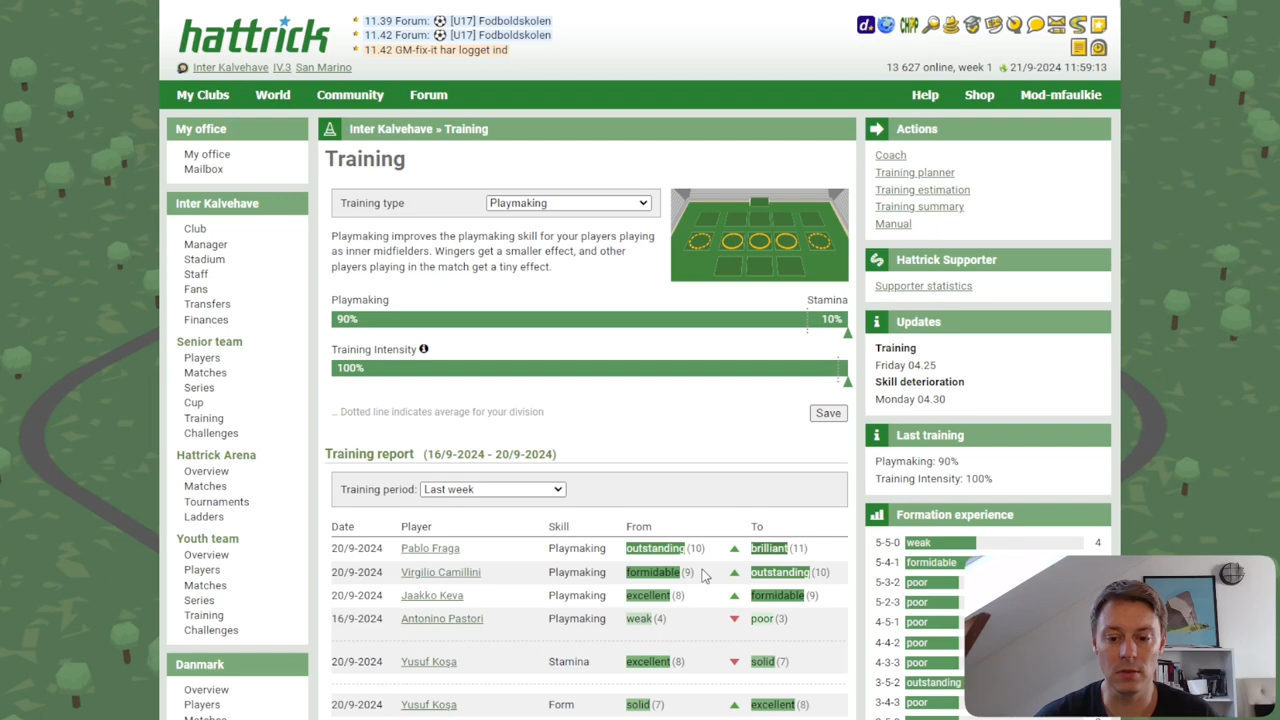 hattrick
11.39 Forum: [U17] Fodboldskolen
11.42 Forum: [U17] Fodboldskolen
11.42 GM-fix-it har logget ind
d.
CHPP
Inter Kalvehave IV.3 San Marino
13 627 online, week 1 21/9-2024 11:59:13
My Clubs World Community Forum Help Shop Mod-mfaulkie
My office
My office
Mailbox
Inter Kalvehave
Club
Manager
Stadium
Staff
Fans
Transfers
Finances
Senior team
Players
Matches
Series
Cup
Training
Challenges
Hattrick Arena
Overview
Matches
Tournaments
Ladders
Youth team
Overview
Players
Matches
Series
Training
Challenges
Danmark
Overview
Players
Inter Kalvehave » Training
Training
Training type Playmaking
Playmaking improves the playmaking skill for your players playing
as inner midfielders. Wingers get a smaller effect, and other
players playing in the match get a tiny effect.
Playmaking Stamina
90% 10%
Training Intensity
100%
... Dotted line indicates average for your division
Save
Training report (16/9-2024 - 20/9-2024)
Training period: Last week
Date Player Skill From To
20/9-2024 Pablo Fraga Playmaking outstanding (10) brilliant (11)
20/9-2024 Virgilio Camillini Playmaking formidable (9) outstanding (10)
20/9-2024 Jaakko Keva Playmaking excellent (8) formidable (9)
16/9-2024 Antonino Pastori Playmaking weak (4) poor (3)
20/9-2024 Yusuf Koşa Stamina excellent (8) solid (7)
20/9-2024 Yusuf Koşa Form solid (7) excellent (8)
Actions
Coach
Training planner
Training estimation
Training summary
Manual
Hattrick Supporter
Supporter statistics
Updates
Training
Friday 04.25
Skill deterioration
Monday 04.30
Last training
Playmaking: 90%
Training Intensity: 100%
Formation experience
5-5-0 weak 4
5-4-1 formidable
5-3-2 poor
5-2-3 poor
4-5-1 poor
4-4-2 poor
4-3-3 poor
3-5-2 outstanding
3-4-3 poor